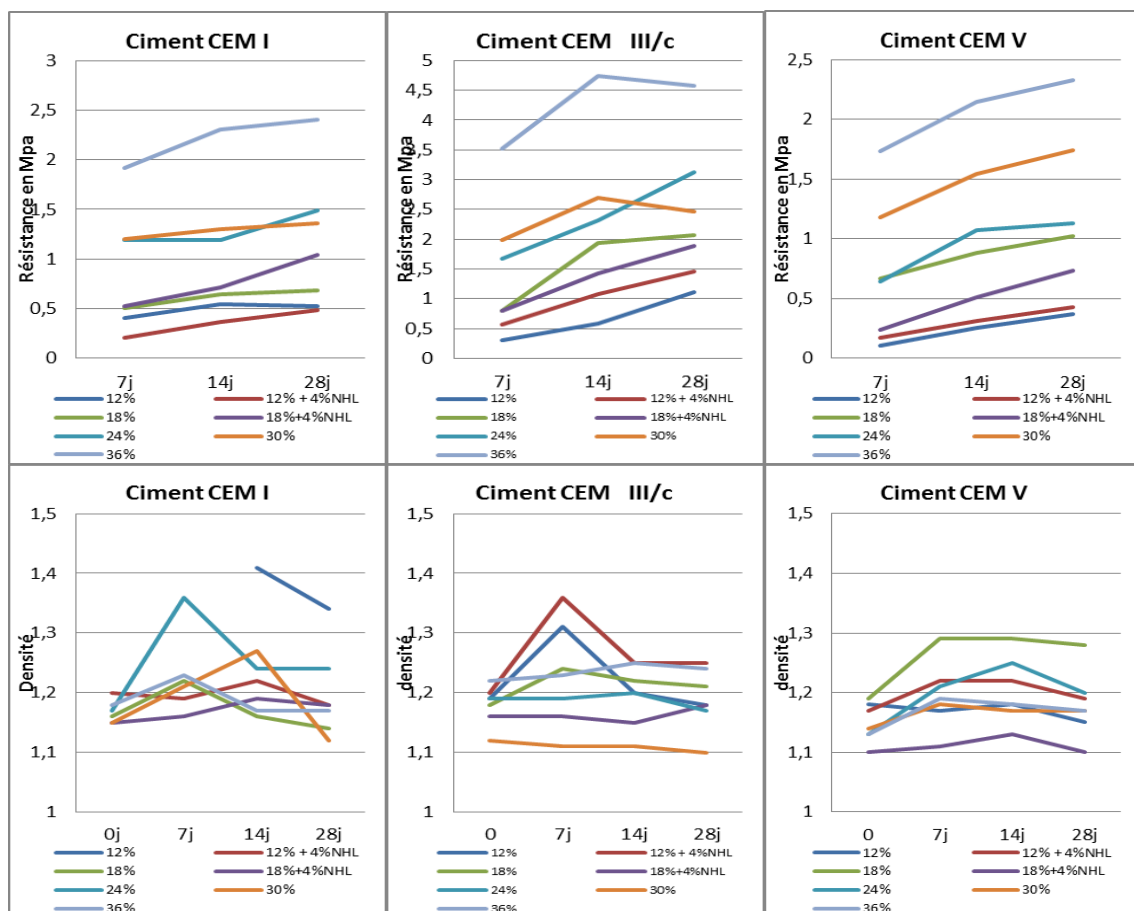 Ciment CEM I
3
2,5
2
1,5
1
0,5
0
Résistance en Mpa
7j 14j 28j
12% 12% + 4%NHL
18% 18%+4%NHL
24% 30%
36%
Ciment CEM III/c
5
4,5
4
3,5
3
2,5
2
1,5
1
0,5
0
Résistance en Mpa
7j 14j 28j
12% 12% + 4%NHL
18% 18%+4%NHL
24% 30%
36%
Ciment CEM V
2,5
2
1,5
1
0,5
0
Résistance en Mpa
7j 14j 28j
12% 12% + 4%NHL
18% 18%+4%NHL
24% 30%
36%
Ciment CEM I
1,5
1,4
1,3
1,2
1,1
1
Densité
0j 7j 14j 28j
12% 12% + 4%NHL
18% 18%+4%NHL
24% 30%
36%
Ciment CEM III/c
1,5
1,4
1,3
1,2
1,1
1
densité
0 7j 14j 28j
12% 12% + 4%NHL
18% 18%+4%NHL
24% 30%
36%
Ciment CEM V
1,5
1,4
1,3
1,2
1,1
1
densité
0 7j 14j 28j
12% 12% + 4%NHL
18% 18%+4%NHL
24% 30%
36%